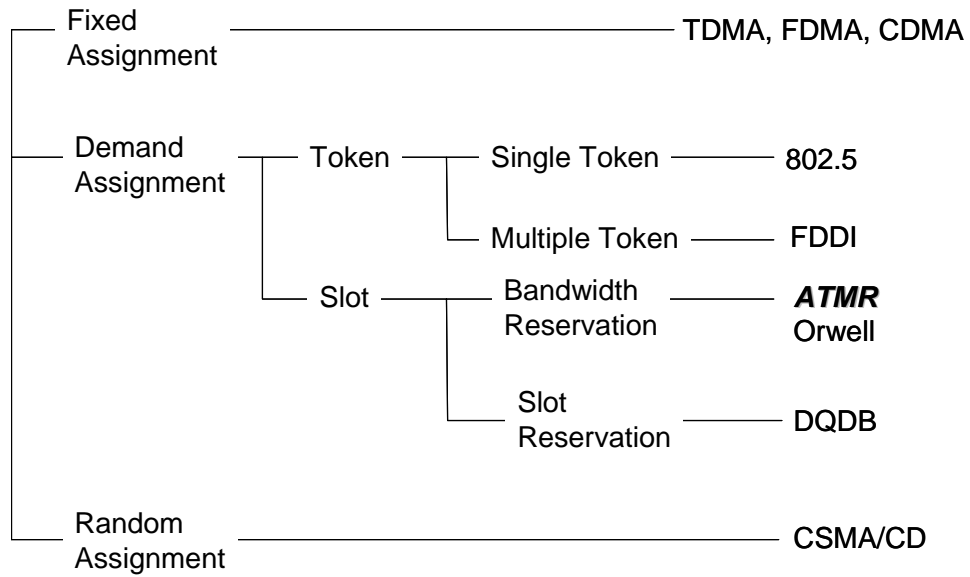 Fixed
Assignment
TDMA, FDMA, CDMA
Demand
Assignment
Token
Single Token
802.5
Multiple Token
FDDI
Slot
Bandwidth
Reservation
ATMR
Orwell
Slot
Reservation
DQDB
Random
Assignment
CSMA/CD